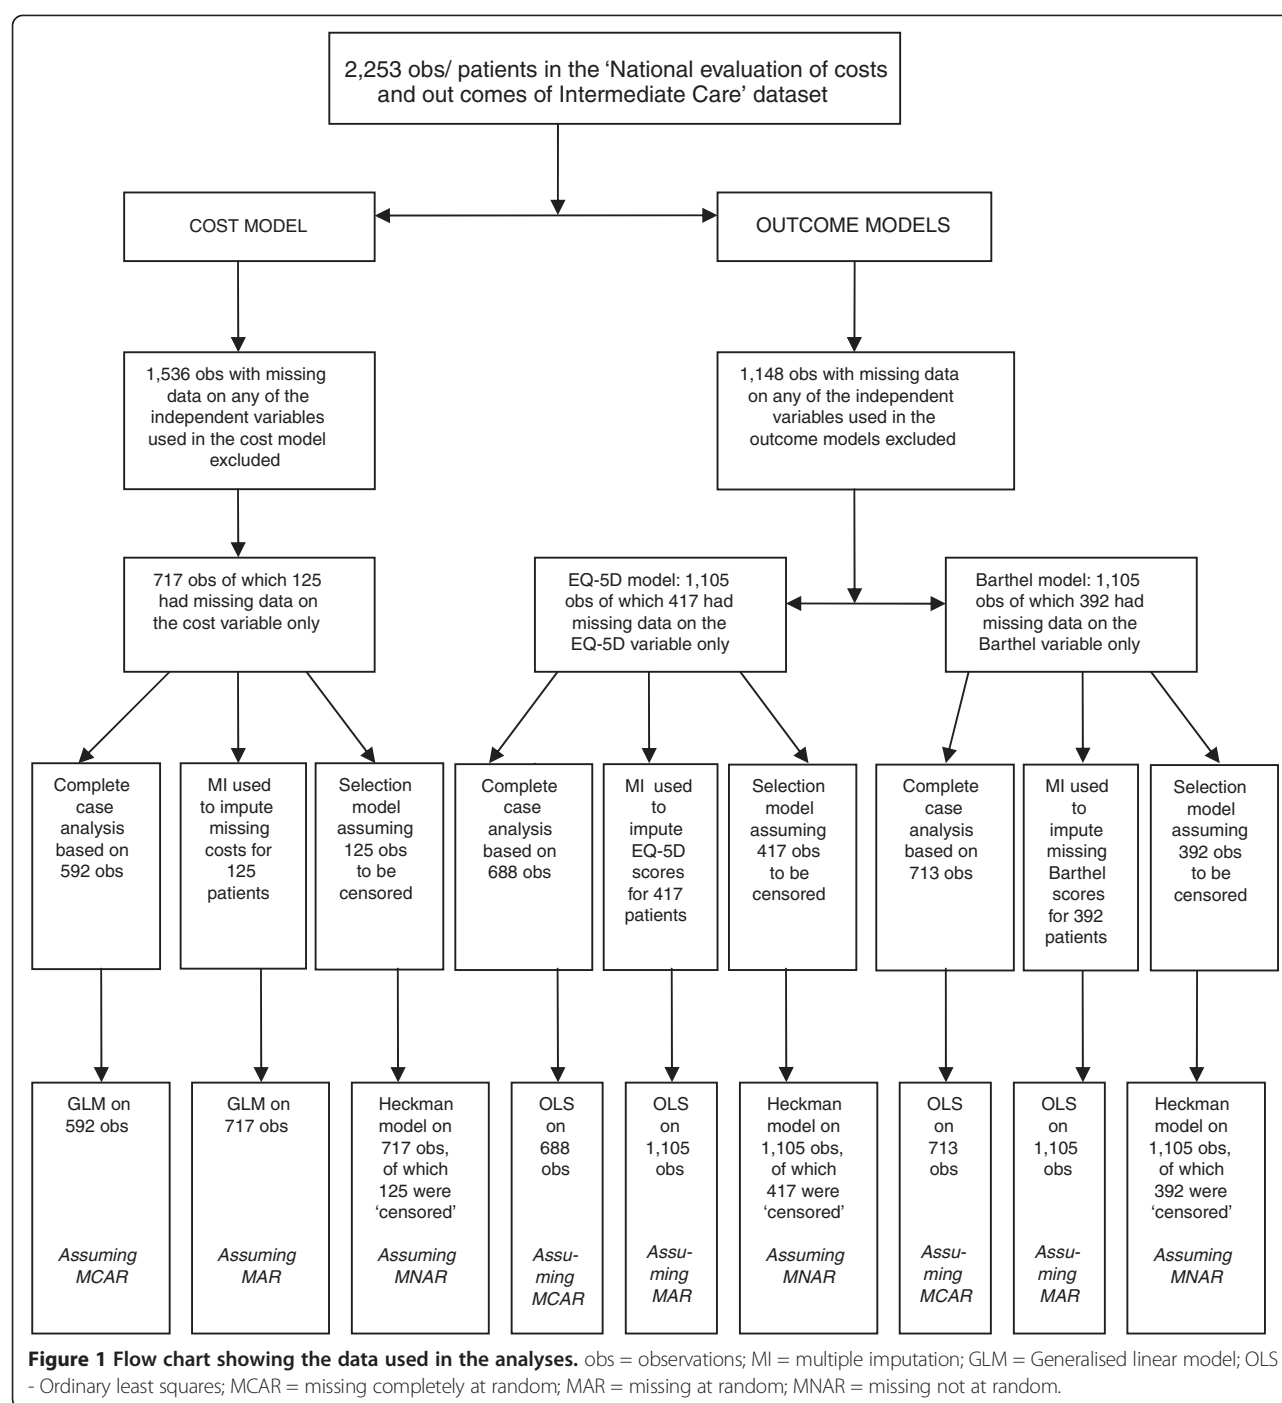 2,253 obs/ patients in the ‘National evaluation of costs
and out comes of Intermediate Care’ dataset
COST MODEL
OUTCOME MODELS
1,536 obs with missing
data on any of the
independent variables
used in the cost model
excluded
1,148 obs with missing data
on any of the independent
variables used in the
outcome models excluded
717 obs of which 125
had missing data on
the cost variable only
EQ-5D model: 1,105
obs of which 417 had
missing data on the
EQ-5D variable only
Barthel model: 1,105
obs of which 392 had
missing data on the
Barthel variable only
Complete
case
analysis
based on
592 obs
MI used
to impute
missing
costs for
125
patients
Selection
model
assuming
125 obs
to be
censored
Complete
case
analysis
based on
688 obs
MI used
to
impute
EQ-5D
scores
for 417
patients
Selection
model
assuming
417 obs
to be
censored
Complete
case
analysis
based on
713 obs
MI used
to
impute
missing
Barthel
scores
for 392
patients
Selection
model
assuming
392 obs
to be
censored
GLM on
592 obs
Assuming
MCAR
GLM on
717 obs
Assuming
MAR
Heckman
model on
717 obs,
of which
125 were
‘censored’
Assuming
MNAR
OLS
on
688
obs
Assu-
ming
MCAR
OLS
on
1,105
obs
Assu-
ming
MAR
Heckman
model on
1,105 obs,
of which
417 were
‘censored’
Assuming
MNAR
OLS
on
713
obs
Assu-
ming
MCAR
OLS
on
1,105
obs
Assu-
ming
MAR
Heckman
model on
1,105 obs,
of which
392 were
‘censored’
Assuming
MNAR
Figure 1 Flow chart showing the data used in the analyses. obs = observations; MI = multiple imputation; GLM = Generalised linear model; OLS
- Ordinary least squares; MCAR = missing completely at random; MAR = missing at random; MNAR = missing not at random.